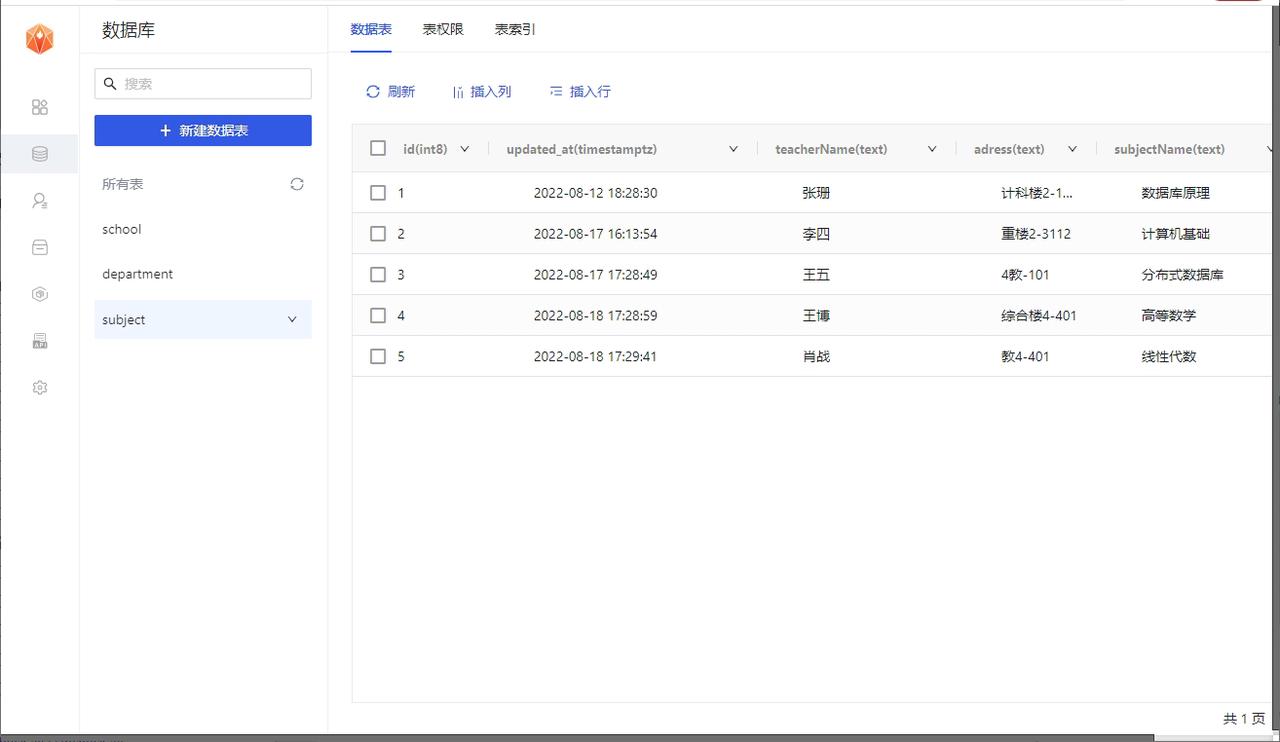 数据库
搜索
+ 新建数据表
所有表
school
department
subject
数据表 表权限 表索引
刷新 插入列 插入行
id(int8) updated_at(timestamptz) teacherName(text) adress(text) subjectName(text)
1 2022-08-12 18:28:30 张珊 计科楼2-1... 数据库原理
2 2022-08-17 16:13:54 李四 重楼2-3112 计算机基础
3 2022-08-17 17:28:49 王五 4教-101 分布式数据库
4 2022-08-18 17:28:59 王博 综合楼4-401 高等数学
5 2022-08-18 17:29:41 肖战 教4-401 线性代数
共 1 页